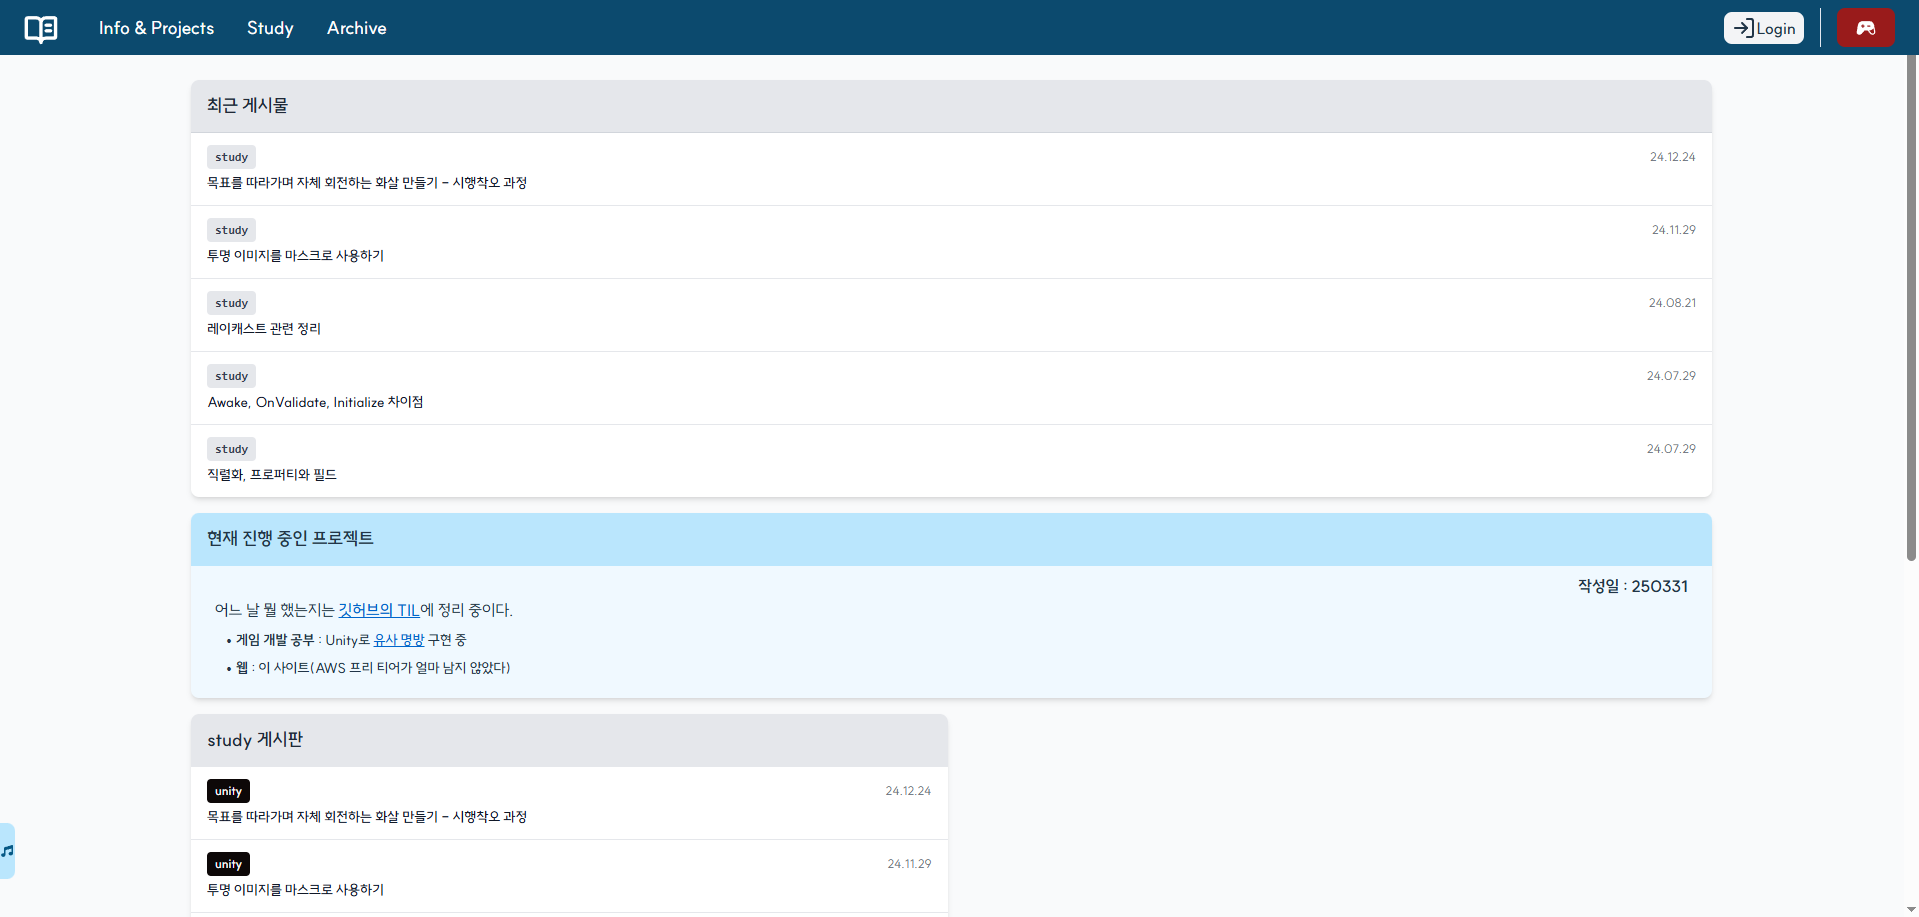 Info & Projects Study Archive Login
최근 게시물
study 24.12.24
목표를 따라가며 자체 회전하는 화살 만들기 - 시행착오 과정
study 24.11.29
투명 이미지를 마스크로 사용하기
study 24.08.21
레이캐스트 관련 정리
study 24.07.29
Awake, OnValidate, Initialize 차이점
study 24.07.29
직렬화, 프로퍼티와 필드
현재 진행 중인 프로젝트
작성일 : 250331
어느 날 뭘 했는지는 깃허브의 TIL에 정리 중이다.
• 게임 개발 공부 : Unity로 유사 명방 구현 중
• 웹 : 이 사이트(AWS 프리 티어가 얼마 남지 않았다)
study 게시판
unity 24.12.24
목표를 따라가며 자체 회전하는 화살 만들기 - 시행착오 과정
unity 24.11.29
투명 이미지를 마스크로 사용하기